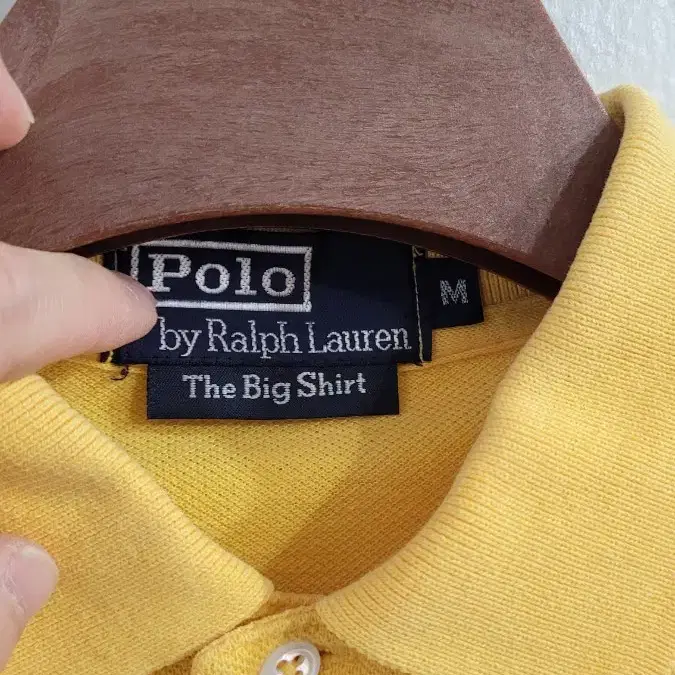 Polo
M
by Ralph Lauren
The Big Shirt